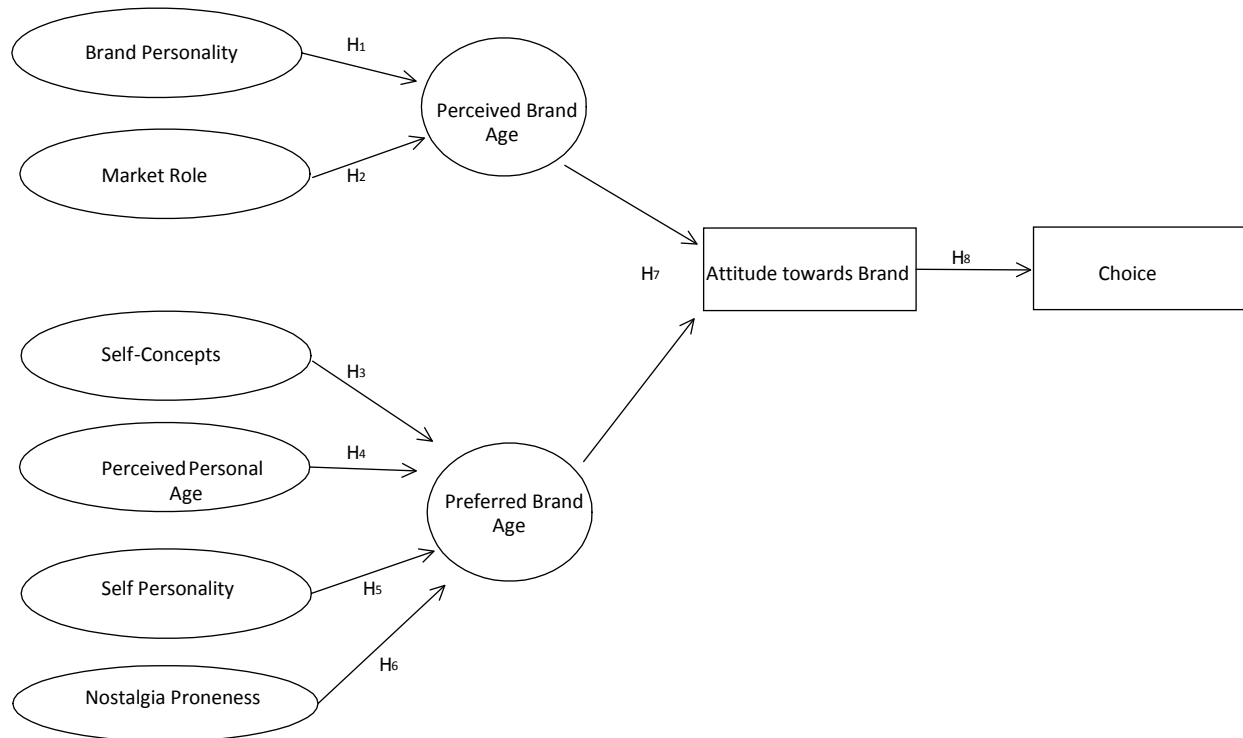 Brand Personality
H1
Perceived Brand
Age
Market Role
H2
H7
Attitude towards Brand
H8
Choice
Self-Concepts
H3
Perceived Personal
Age
H4
Preferred Brand
Age
Self Personality
H5
H6
Nostalgia Proneness